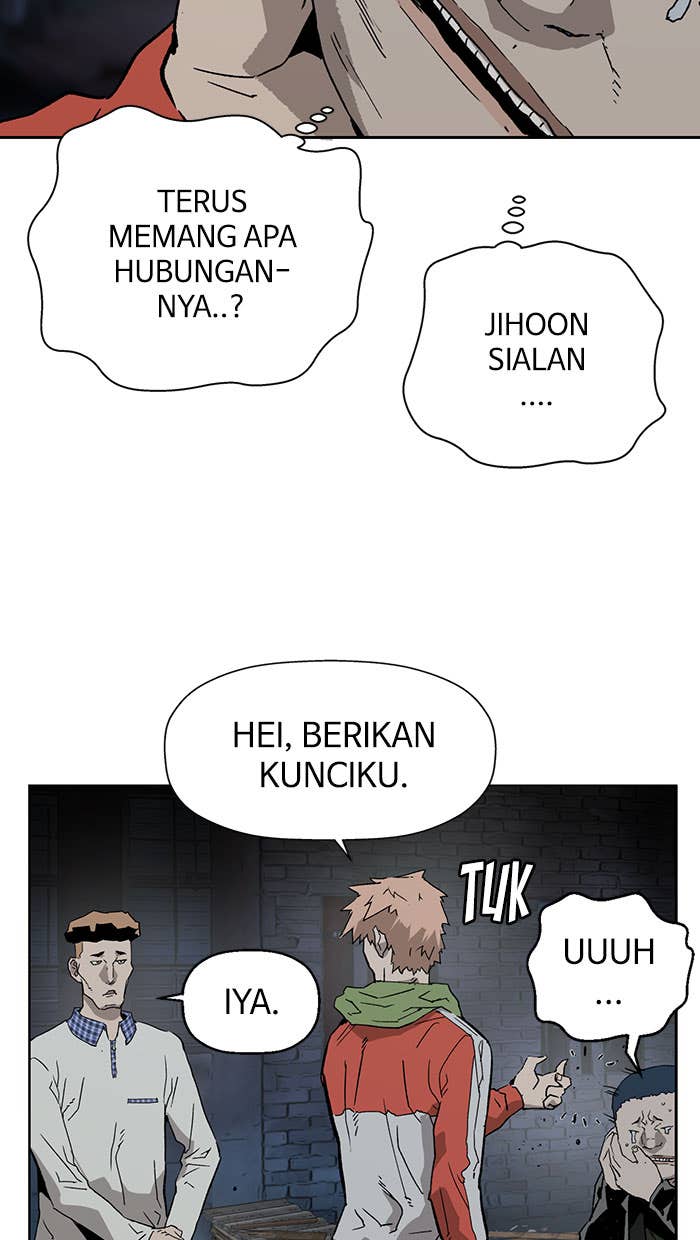 TERUS
MEMANG APA
HUBUNGAN-
NYA..?
JIHOON
SIALAN
....
HEI, BERIKAN
KUNCIKU.
TUK
IYA.
UUUH
...